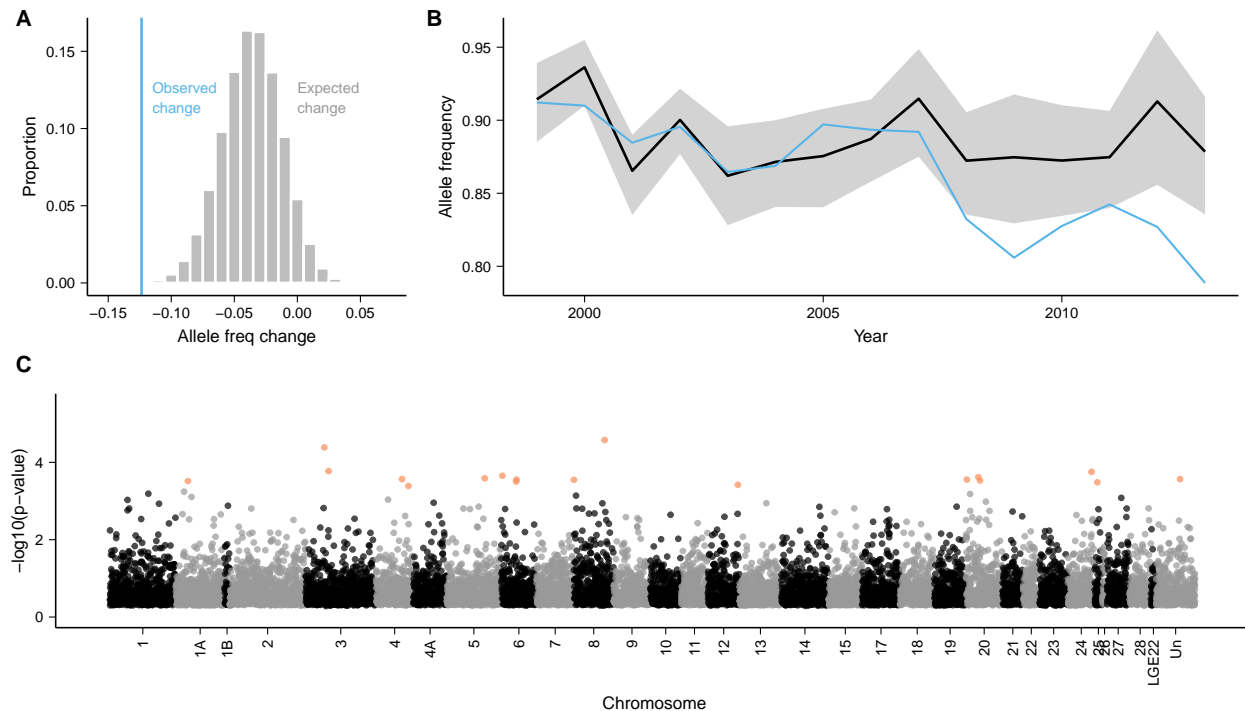 A
Proportion
0.15
0.10
0.05
0.00
Observed
change
Expected
change
−0.15
−0.10
−0.05
0.00
0.05
Allele freq change
B
Allele frequency
0.95
0.90
0.85
0.80
2000
2005
2010
Year
C
−log10(p−value)
4
2
0
1
1A
1B
2
3
4
4A
5
6
7
8
9
10
11
12
13
14
15
17
18
19
20
21
22
23
24
25
26
27
28
LGE22
Un
Chromosome